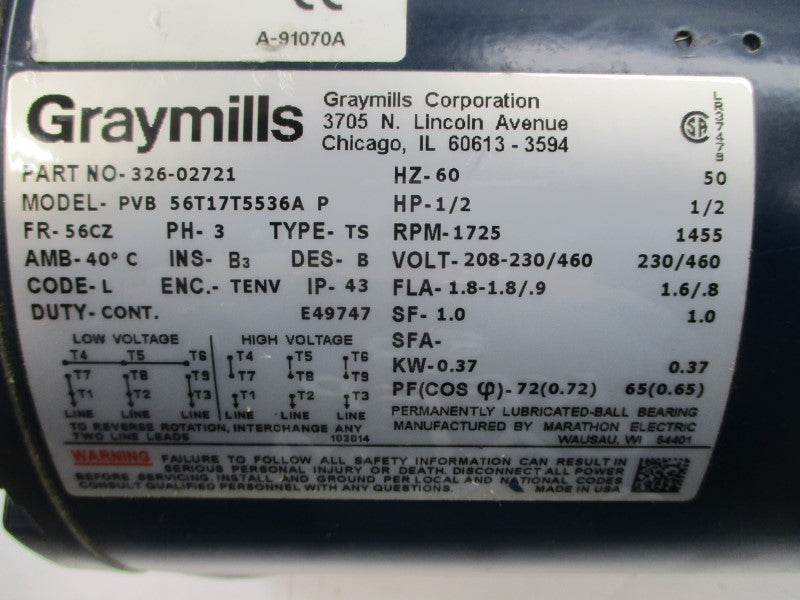 A-91070A
Graymills
Graymills Corporation
3705 N. Lincoln Avenue
Chicago, IL 60613 - 3594
SA
LR37479
PART NO- 326-02721
HZ- 60 50
MODEL- PVB 56T17T5536A P
HP- 1/2 1/2
FR- 56CZ PH- 3 TYPE- TS
RPM-1725 1455
AMB- 40° C INS- B3 DES- B
VOLT- 208-230/460 230/460
CODE- L ENC.- TENV IP- 43
FLA- 1.8-1.8/.9 1.6/.8
DUTY- CONT. E49747
SF- 1.0 1.0
SFA-
KW-0.37 0.37
PF(COS φ)- 72(0.72) 65(0.65)
LOW VOLTAGE HIGH VOLTAGE
T4 T5 T6 T4 T5 T6
T7 T8 T9 T7 T8 T9
T1 T2 T3 T1 T2 T3
LINE LINE LINE LINE LINE LINE
TO REVERSE ROTATION, INTERCHANGE ANY
TWO LINE LEADS 103014
PERMANENTLY LUBRICATED-BALL BEARING
MANUFACTURED BY MARATHON ELECTRIC
WAUSAU, WI 54401
WARNING FAILURE TO FOLLOW ALL SAFETY INFORMATION CAN RESULT IN
SERIOUS PERSONAL INJURY OR DEATH. DISCONNECT ALL POWER
BEFORE SERVICING. INSTALL AND GROUND PER LOCAL AND NATIONAL CODES
CONSULT QUALIFIED PERSONNEL WITH ANY QUESTIONS. MADE IN USA